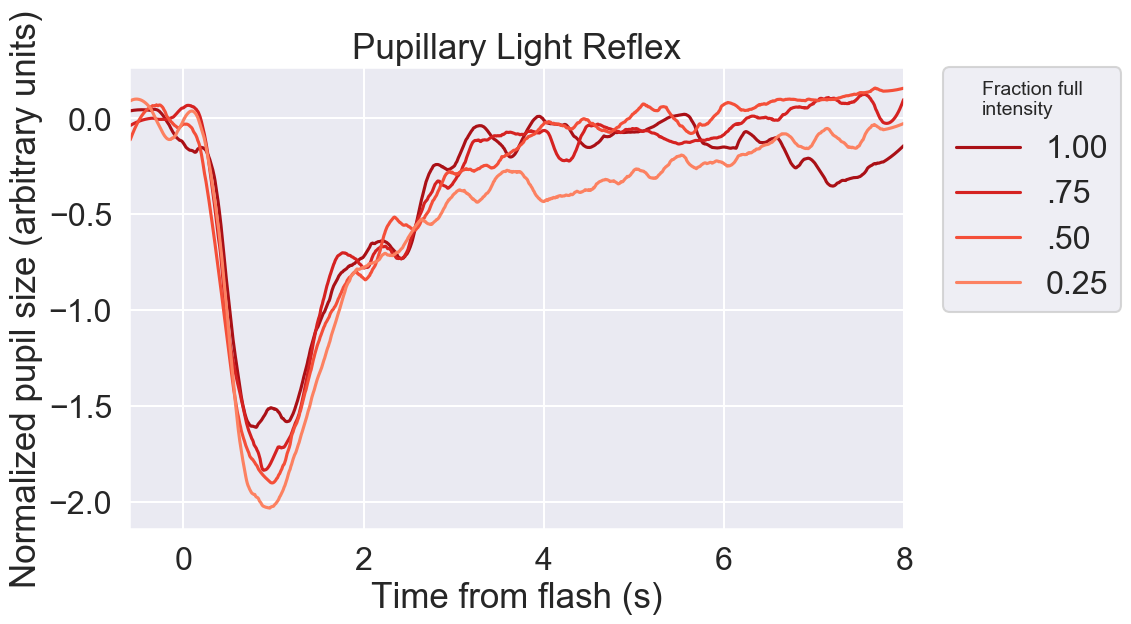 Pupillary Light Reflex
Normalized pupil size (arbitrary units)
0.0
−0.5
−1.0
−1.5
−2.0
0 2 4 6 8
Time from flash (s)
Fraction full
intensity
1.00
.75
.50
0.25